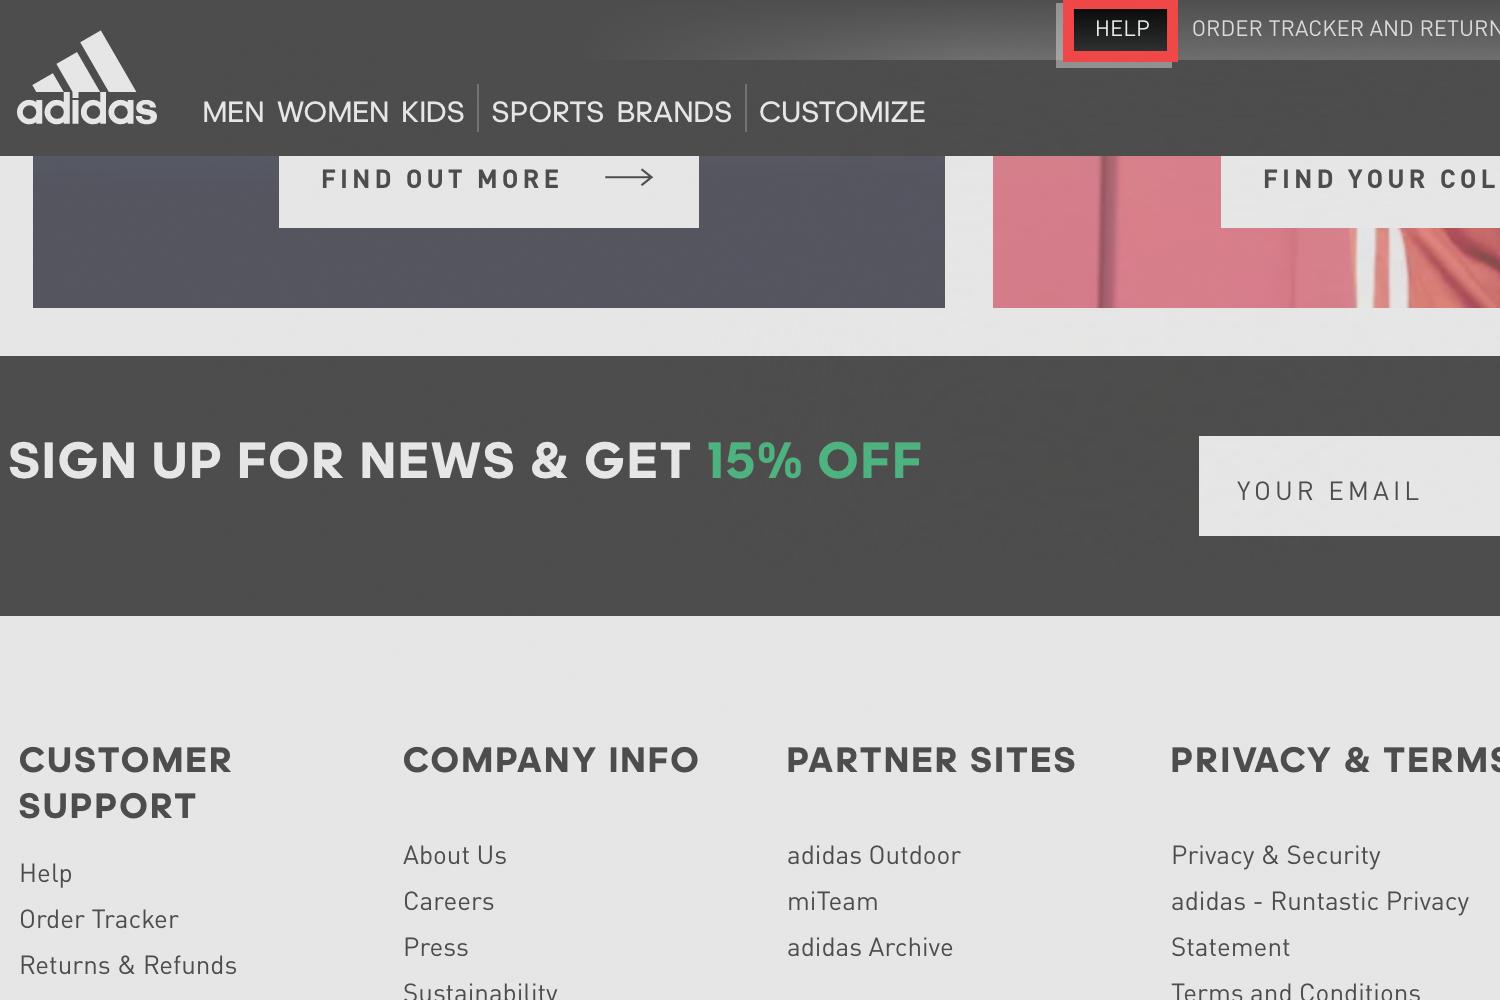 HELP
ORDER TRACKER AND RETURN
adidas
MEN WOMEN KIDS SPORTS BRANDS CUSTOMIZE
FIND OUT MORE
FIND YOUR COL
SIGN UP FOR NEWS & GET 15% OFF
YOUR EMAIL
CUSTOMER
SUPPORT
Help
Order Tracker
Returns & Refunds
COMPANY INFO
About Us
Careers
Press
Sustainability
PARTNER SITES
adidas Outdoor
miTeam
adidas Archive
PRIVACY & TERMS
Privacy & Security
adidas - Runtastic Privacy
Statement
Terms and Conditions